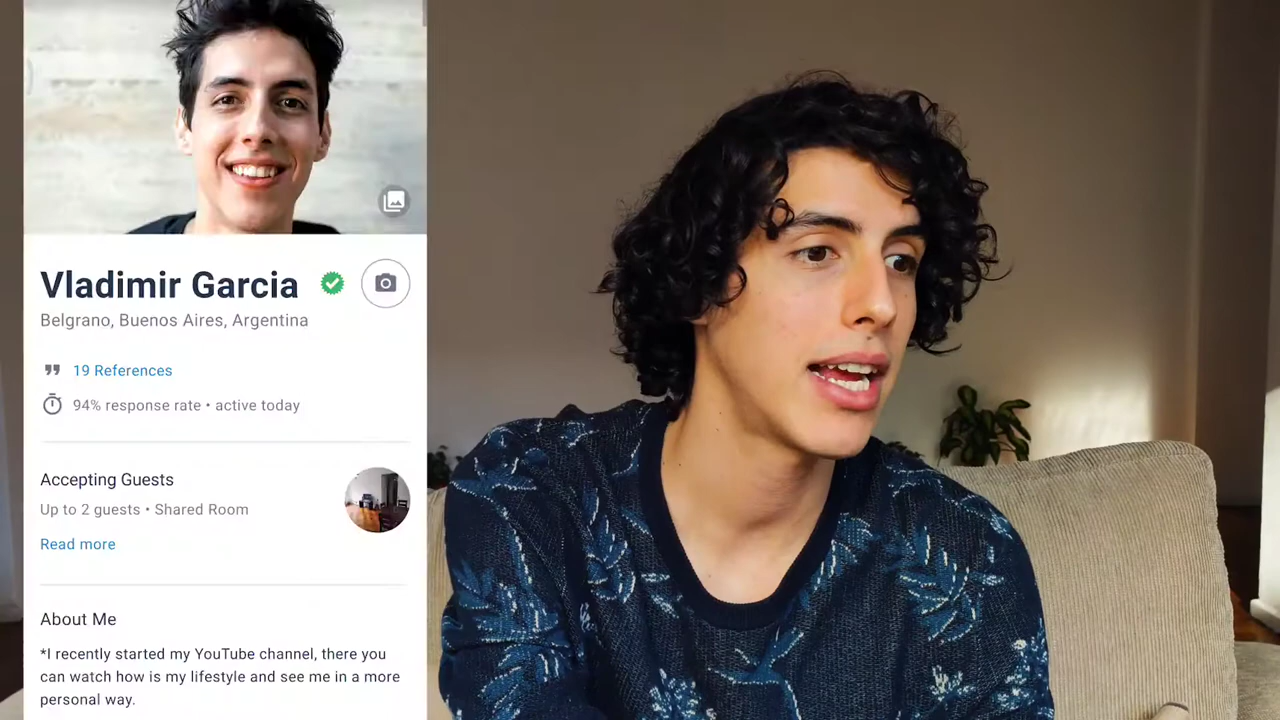 Vladimir Garcia
Belgrano, Buenos Aires, Argentina
19 References
94% response rate • active today
Accepting Guests
Up to 2 guests • Shared Room
Read more
About Me
*I recently started my YouTube channel, there you
can watch how is my lifestyle and see me in a more
personal way.